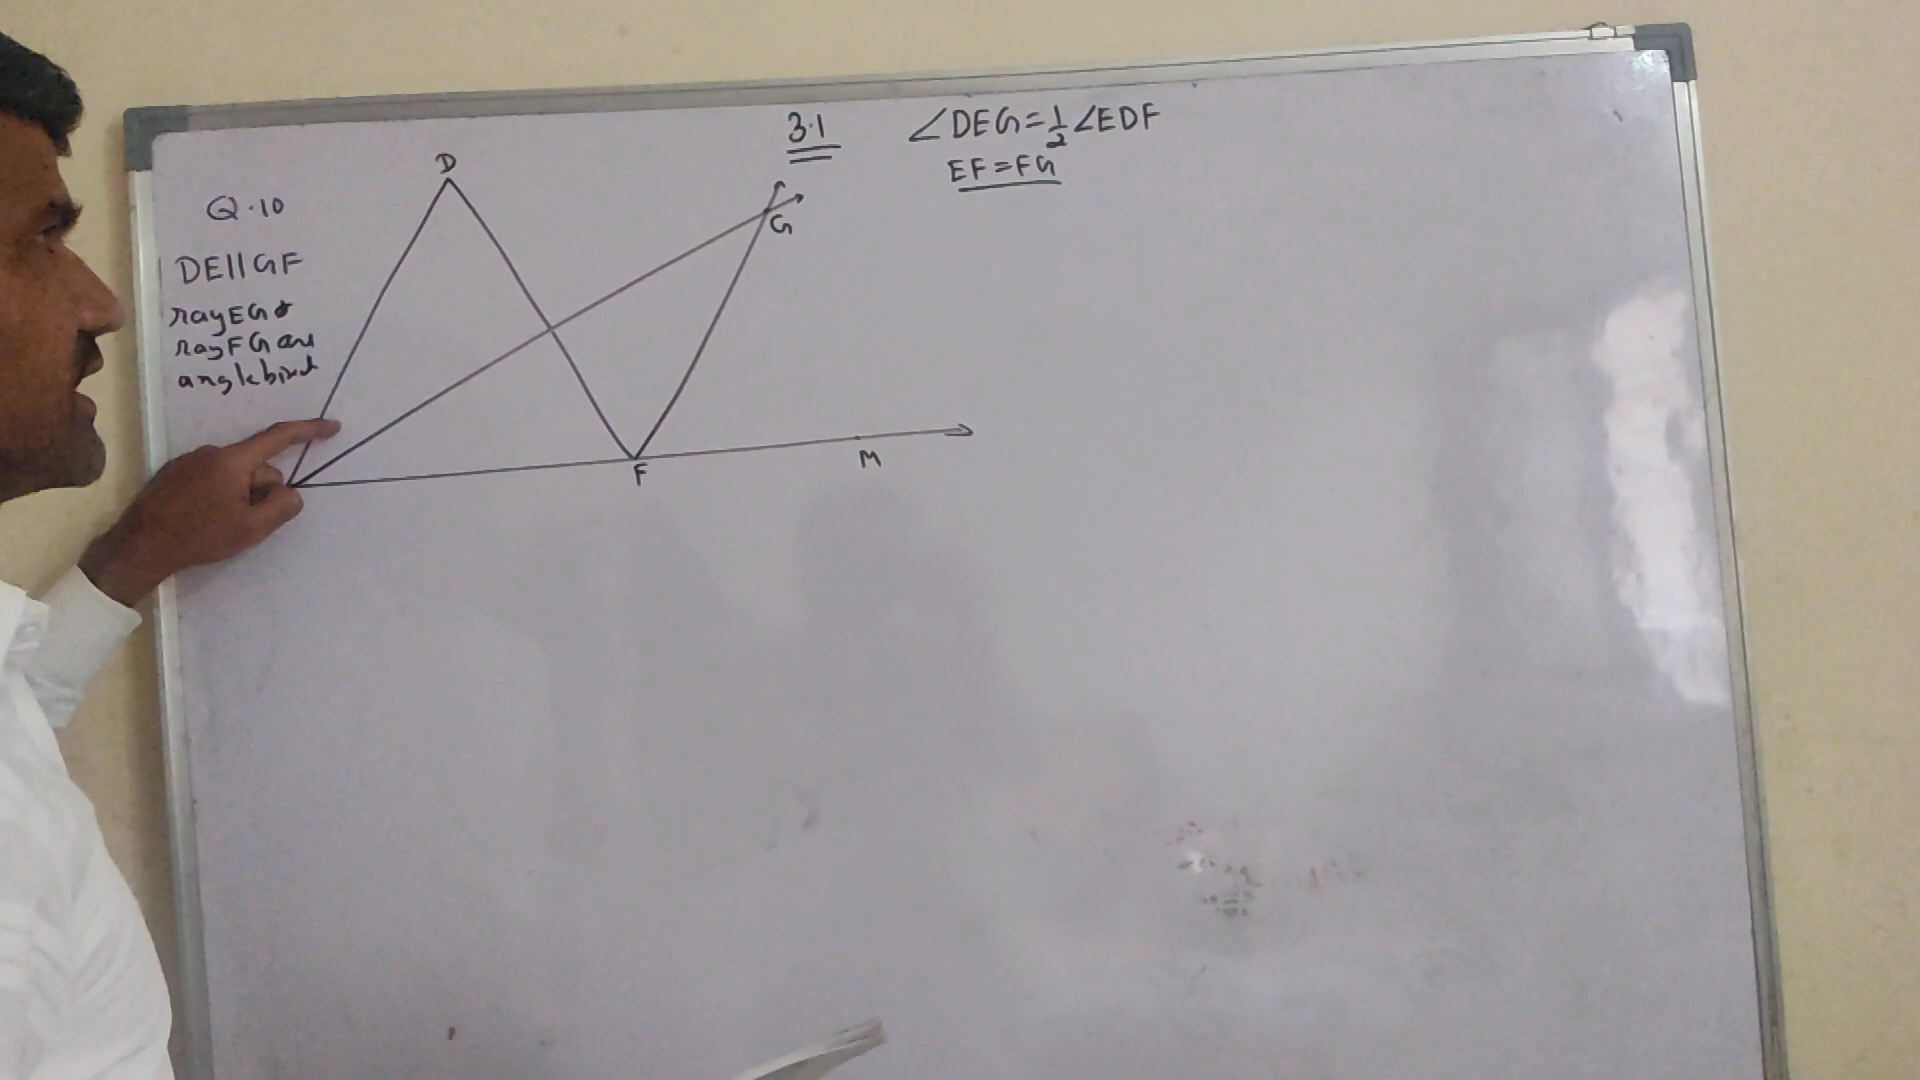 3.1
∠DEG=1/2∠EDF
EF=FG
Q.10
DE||GF
ray EG &
ray FG are
angle bisect
D
G
F
M